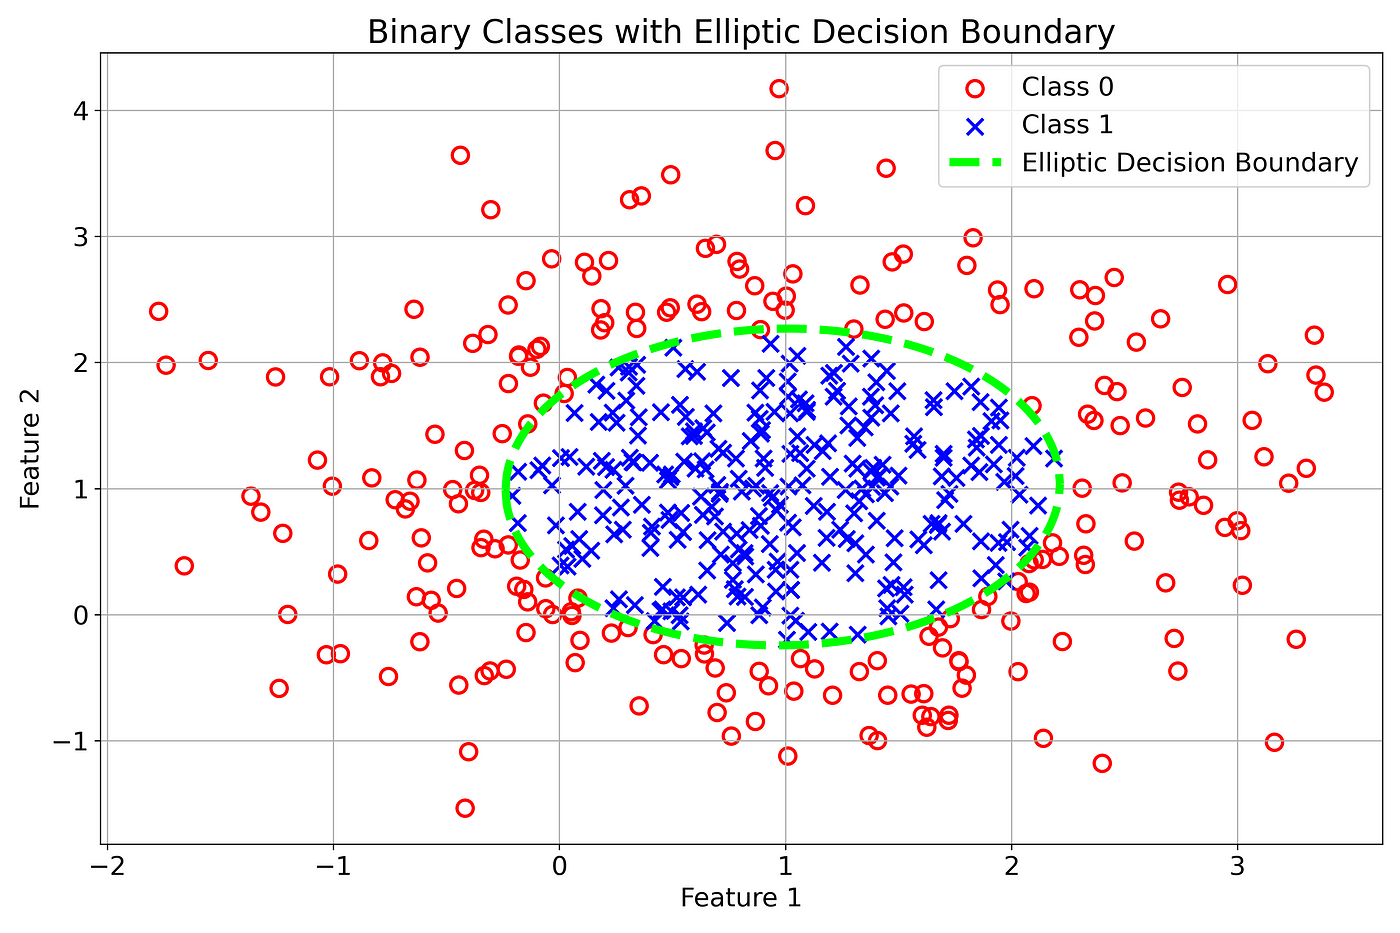 Binary Classes with Elliptic Decision Boundary
Class 0
Class 1
Elliptic Decision Boundary
4
3
2
1
0
−1
Feature 2
−2 −1 0 1 2 3
Feature 1